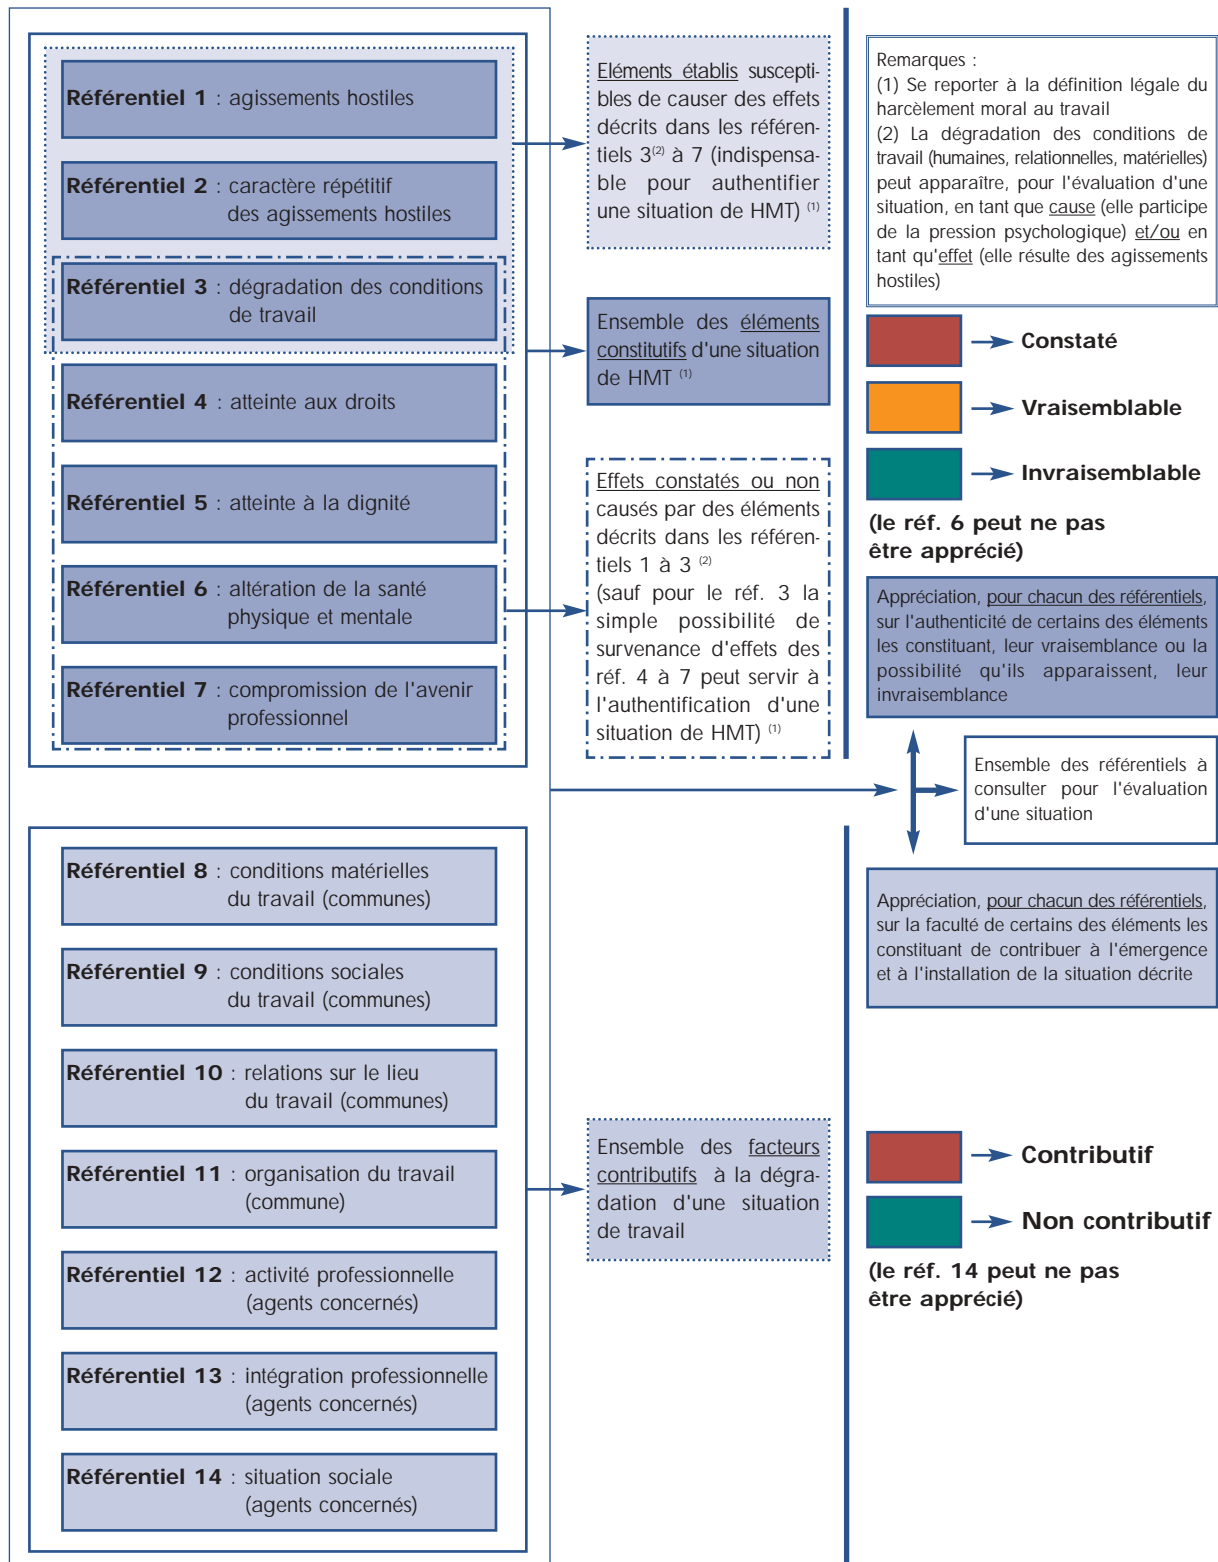 Référentiel 1 : agissements hostiles
Référentiel 2 : caractère répétitif
des agissements hostiles
Référentiel 3 : dégradation des conditions
de travail
Référentiel 4 : atteinte aux droits
Référentiel 5 : atteinte à la dignité
Référentiel 6 : altération de la santé
physique et mentale
Référentiel 7 : compromission de l'avenir
professionnel
Eléments établis suscepti-
bles de causer des effets
décrits dans les référen-
tiels 3(2) à 7 (indispensa-
ble pour authentifier
une situation de HMT) (1)
Ensemble des éléments
constitutifs d'une situation
de HMT (1)
Effets constatés ou non
causés par des éléments
décrits dans les référen-
tiels 1 à 3 (2)
(sauf pour le réf. 3 la
simple possibilité de
survenance d'effets des
réf. 4 à 7 peut servir à
l'authentification d'une
situation de HMT) (1)
Remarques :
(1) Se reporter à la définition légale du
harcèlement moral au travail
(2) La dégradation des conditions de
travail (humaines, relationnelles, matérielles)
peut apparaître, pour l'évaluation d'une
situation, en tant que cause (elle participe
de la pression psychologique) et/ou en
tant qu'effet (elle résulte des agissements
hostiles)
Constaté
Vraisemblable
Invraisemblable
(le réf. 6 peut ne pas
être apprécié)
Appréciation, pour chacun des référentiels,
sur l'authenticité de certains des éléments
les constituant, leur vraisemblance ou la
possibilité qu'ils apparaissent, leur
invraisemblance
Ensemble des référentiels à
consulter pour l'évaluation
d'une situation
Appréciation, pour chacun des référentiels,
sur la faculté de certains des éléments les
constituant de contribuer à l'émergence
et à l'installation de la situation décrite
Référentiel 8 : conditions matérielles
du travail (communes)
Référentiel 9 : conditions sociales
du travail (communes)
Référentiel 10 : relations sur le lieu
du travail (communes)
Référentiel 11 : organisation du travail
(commune)
Référentiel 12 : activité professionnelle
(agents concernés)
Référentiel 13 : intégration professionnelle
(agents concernés)
Référentiel 14 : situation sociale
(agents concernés)
Ensemble des facteurs
contributifs à la dégra-
dation d'une situation
de travail
Contributif
Non contributif
(le réf. 14 peut ne pas
être apprécié)